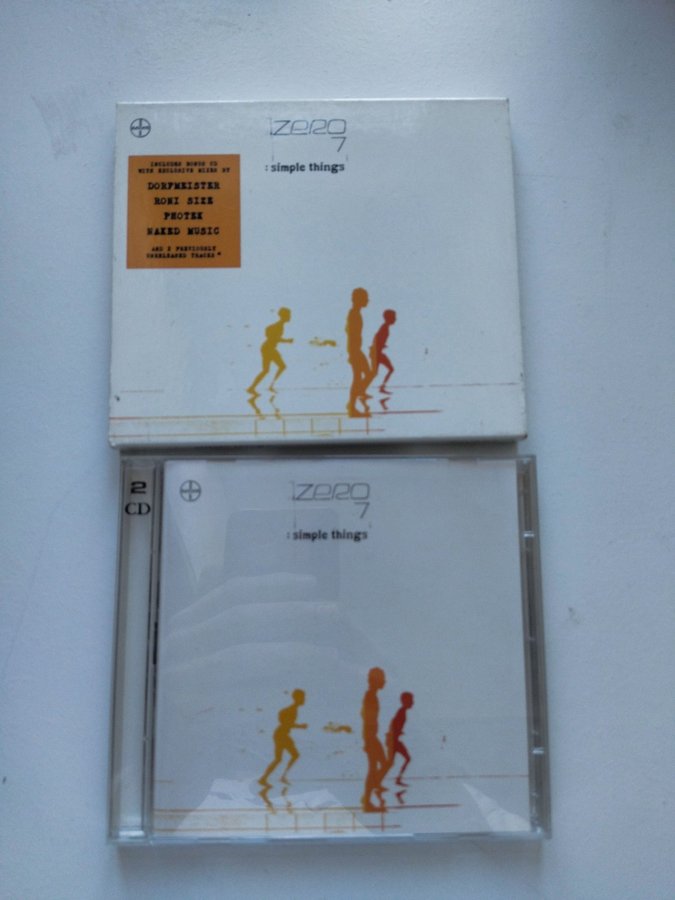 ZERO
7
: simple things
INCLUDES BONUS CD
WITH EXCLUSIVE MIXES BY
DORFMEISTER
RONI SIZE
PHOTEK
NAKED MUSIC
AND 2 PREVIOUSLY
UNRELEASED TRACKS*
2
CD
ZERO
7
: simple things